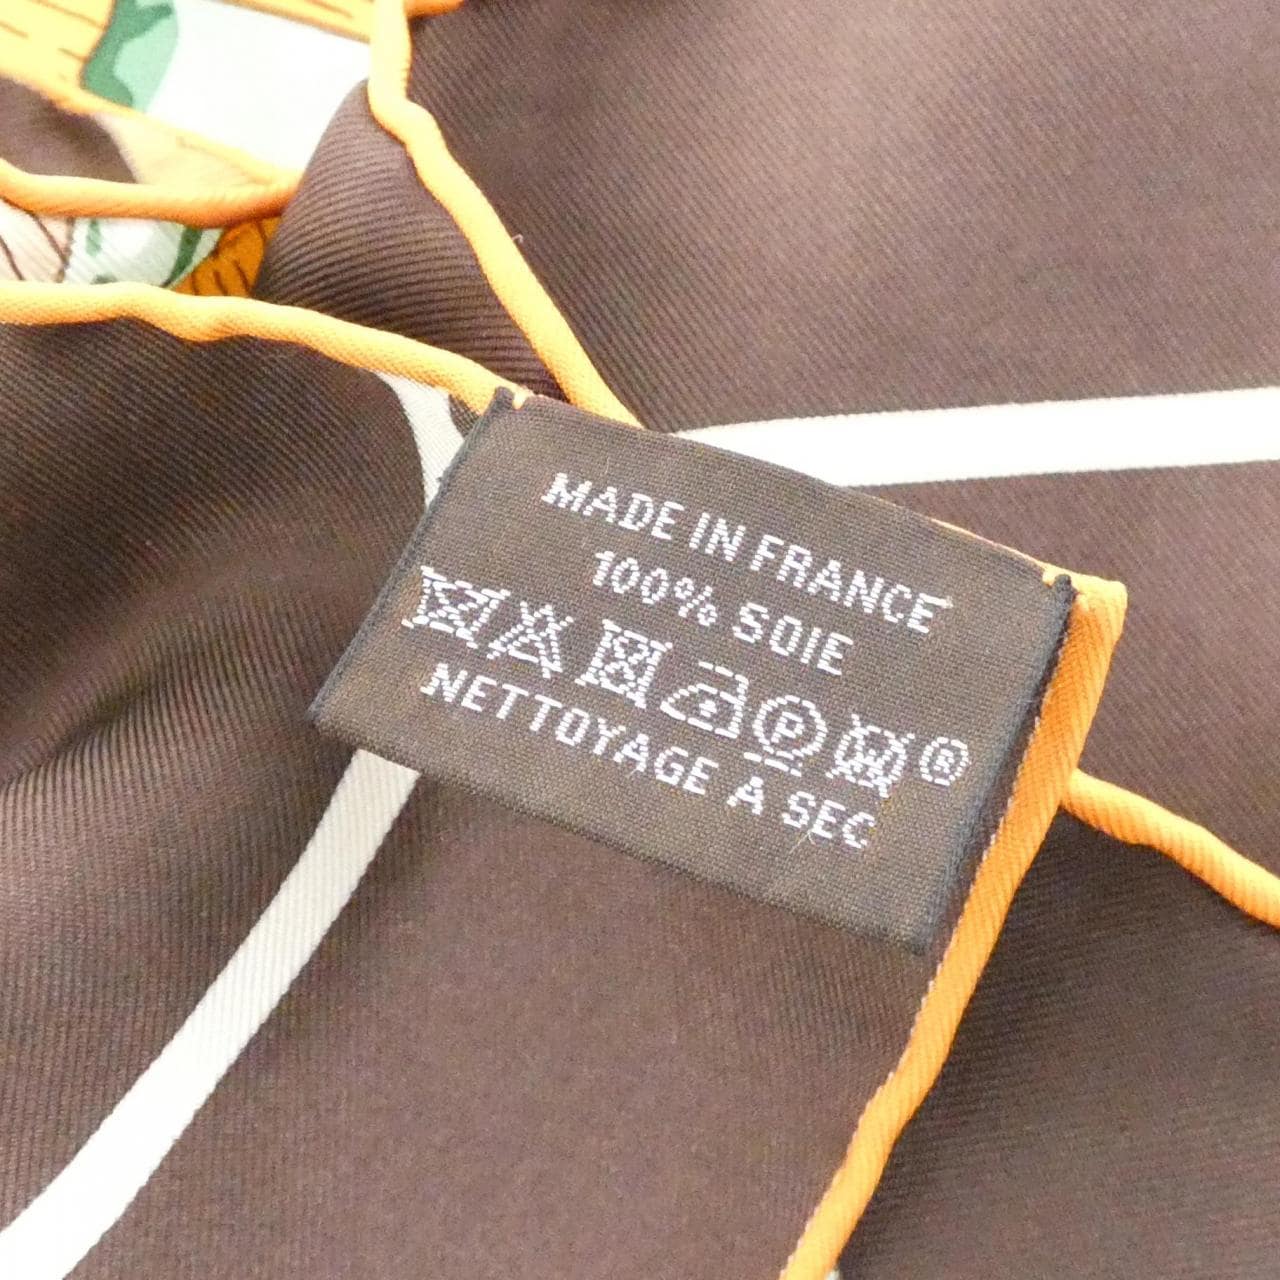 MADE IN FRANCE
100% SOIE
P ®
NETTOYAGE A SEC